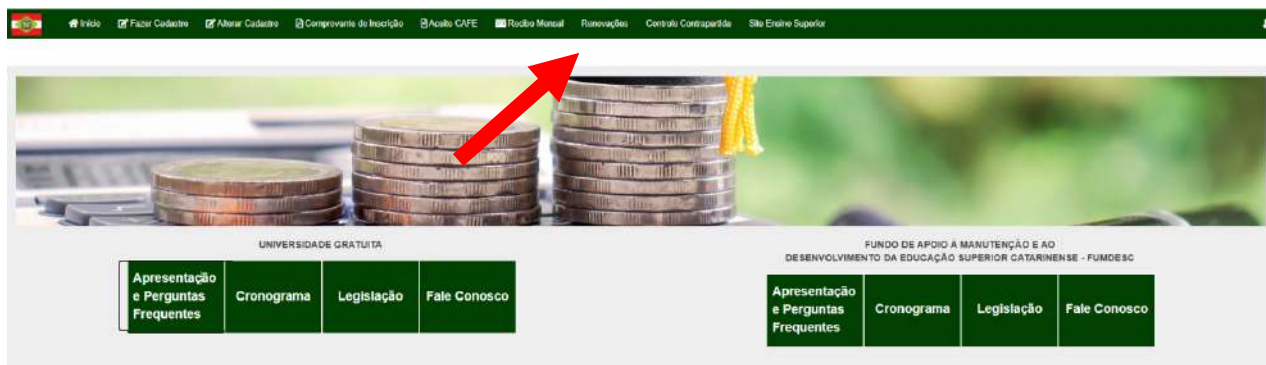 Início Fazer Cadastro Alterar Cadastro Comprovante de Inscrição Aceito CAFE Recibo Mensal Renovações Controle Contrapartida Site Ensino Superior
UNIVERSIDADE GRATUITA
Apresentação
e Perguntas
Frequentes
Cronograma
Legislação
Fale Conosco
FUNDO DE APOIO À MANUTENÇÃO E AO
DESENVOLVIMENTO DA EDUCAÇÃO SUPERIOR CATARINENSE - FUMDESC
Apresentação
e Perguntas
Frequentes
Cronograma
Legislação
Fale Conosco